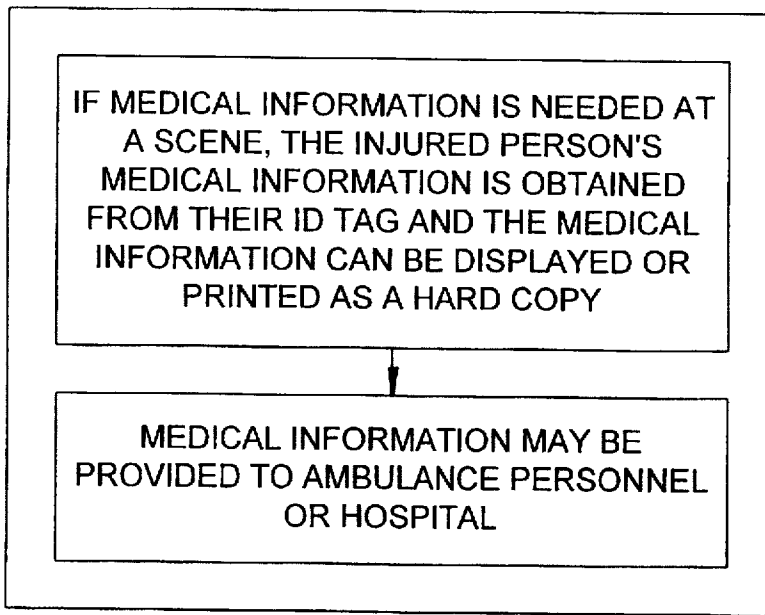 IF MEDICAL INFORMATION IS NEEDED AT
A SCENE, THE INJURED PERSON'S
MEDICAL INFORMATION IS OBTAINED
FROM THEIR ID TAG AND THE MEDICAL
INFORMATION CAN BE DISPLAYED OR
PRINTED AS A HARD COPY
MEDICAL INFORMATION MAY BE
PROVIDED TO AMBULANCE PERSONNEL
OR HOSPITAL